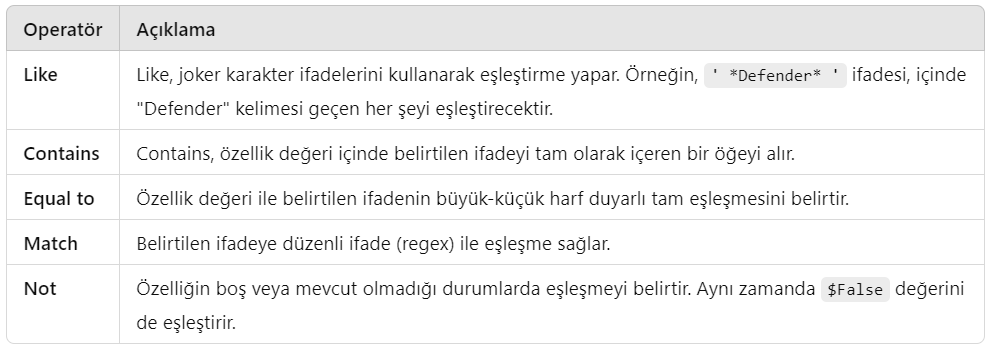 Operatör Açıklama
Like Like, joker karakter ifadelerini kullanarak eşleştirme yapar. Örneğin, ' *Defender* ' ifadesi, içinde
"Defender" kelimesi geçen her şeyi eşleştirecektir.
Contains Contains, özellik değeri içinde belirtilen ifadeyi tam olarak içeren bir öğeyi alır.
Equal to Özellik değeri ile belirtilen ifadenin büyük-küçük harf duyarlı tam eşleşmesini belirtir.
Match Belirtilen ifadeye düzenli ifade (regex) ile eşleşme sağlar.
Not Özelliğin boş veya mevcut olmadığı durumlarda eşleşmeyi belirtir. Aynı zamanda $False değerini
de eşleştirir.